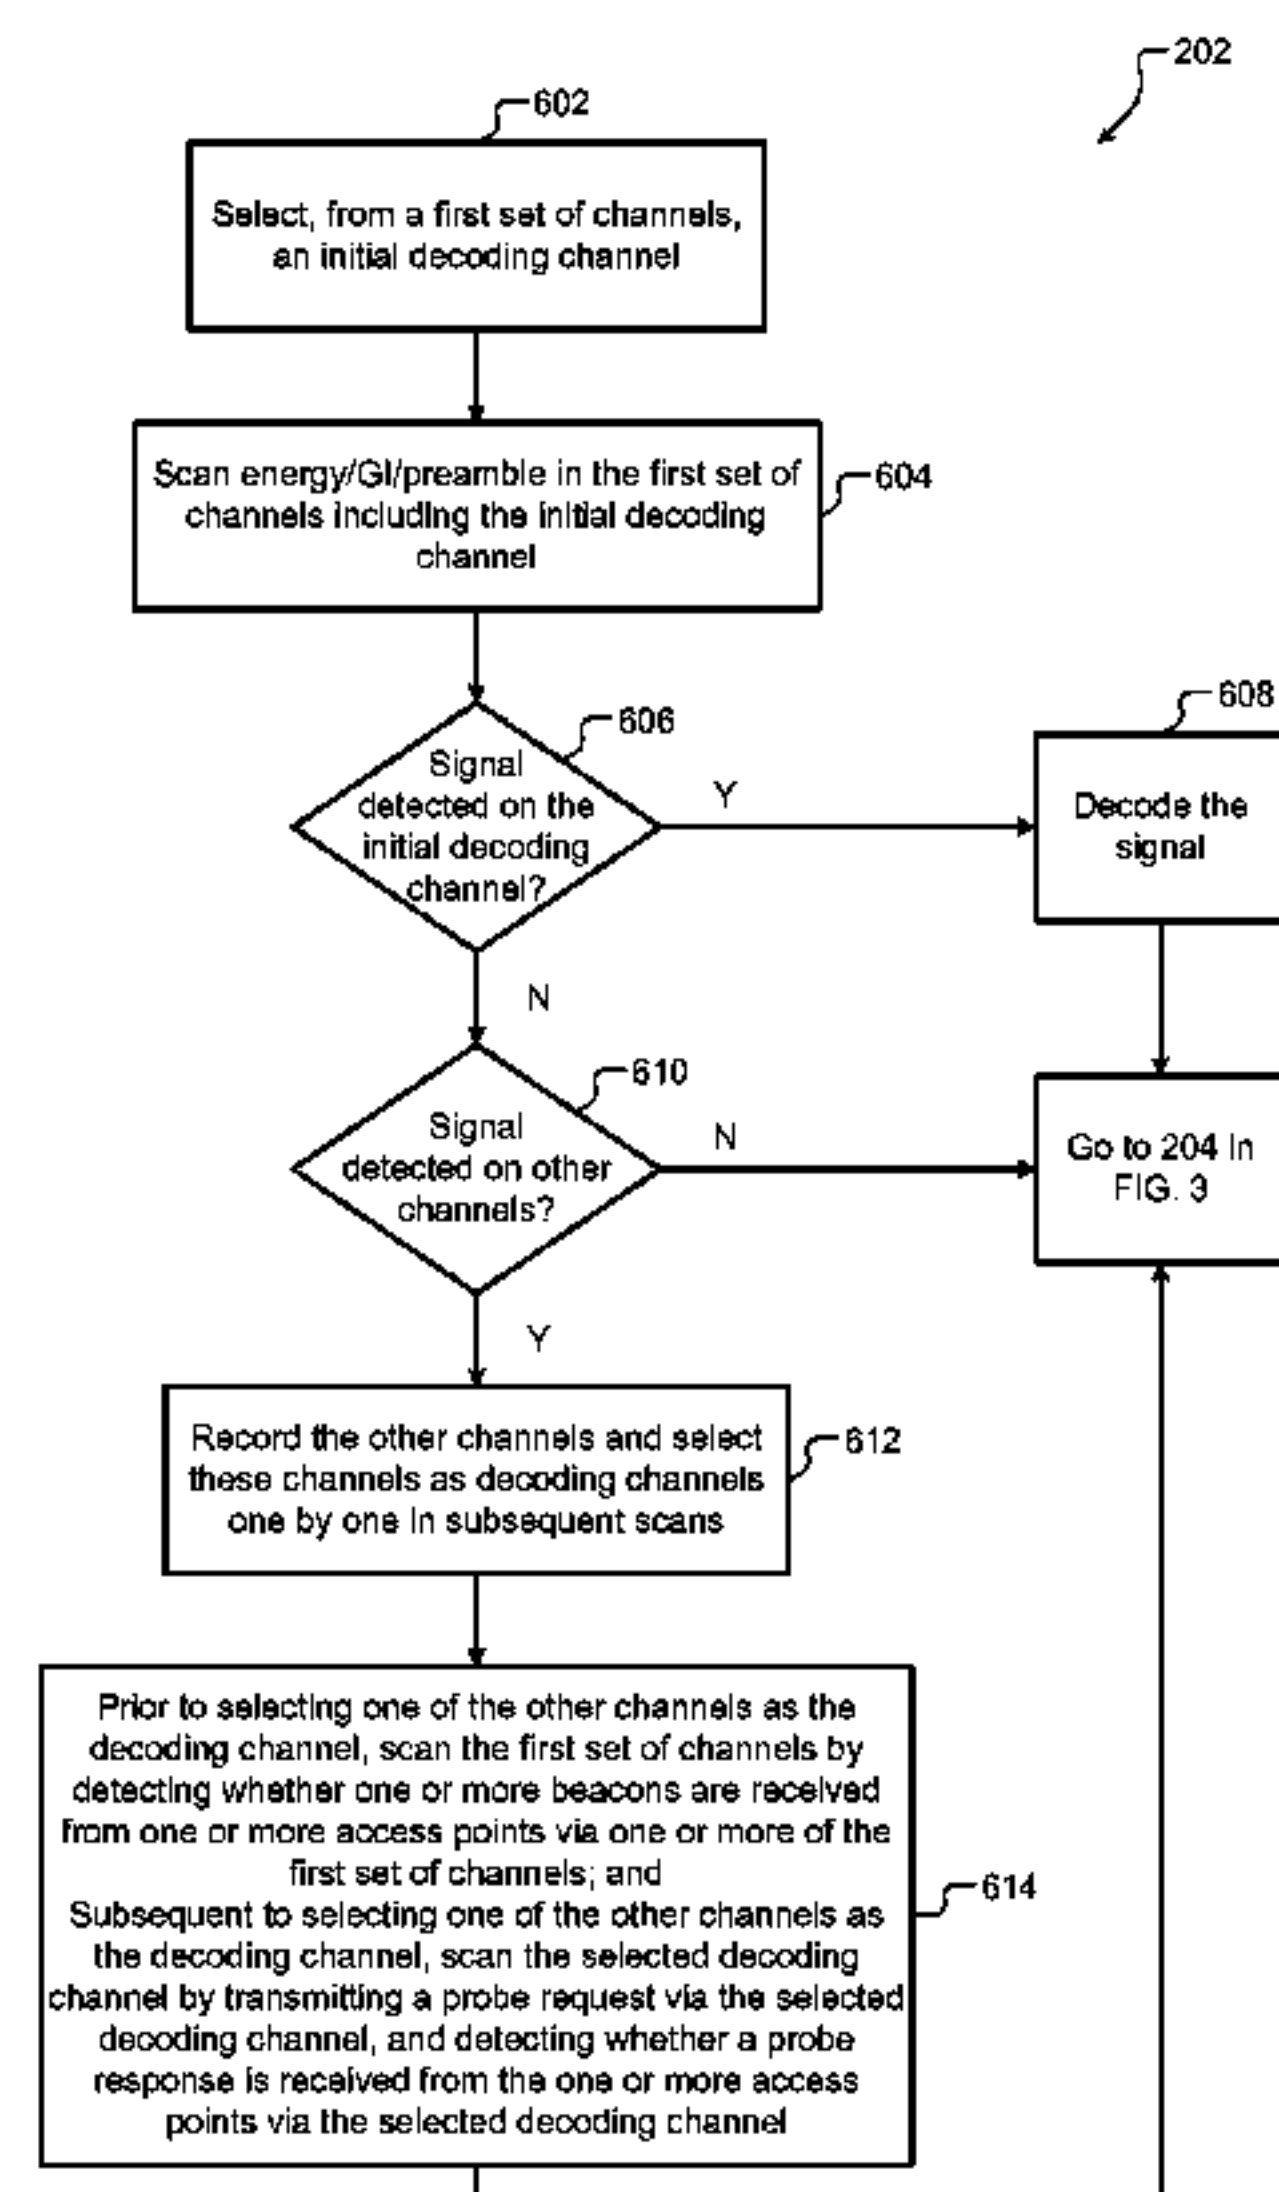 202
602
Select, from a first set of channels,
an initial decoding channel
Scan energy/GI/preamble in the first set of
channels including the initial decoding
channel
604
606
Signal
detected on the
initial decoding
channel?
Y
608
Decode the
signal
N
610
Signal
detected on other
channels?
N
Go to 204 in
FIG. 3
Y
Record the other channels and select
these channels as decoding channels
one by one in subsequent scans
612
Prior to selecting one of the other channels as the
decoding channel, scan the first set of channels by
detecting whether one or more beacons are received
from one or more access points via one or more of the
first set of channels; and
Subsequent to selecting one of the other channels as
the decoding channel, scan the selected decoding
channel by transmitting a probe request via the selected
decoding channel, and detecting whether a probe
response is received from the one or more access
points via the selected decoding channel
614